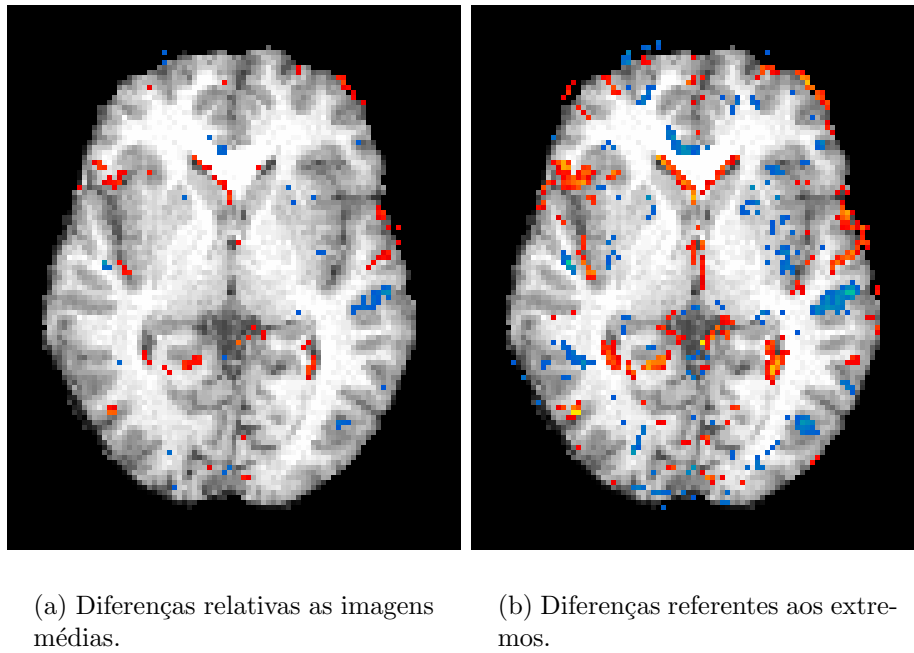 (a) Diferenças relativas as imagens
médias.
(b) Diferenças referentes aos extre-
mos.